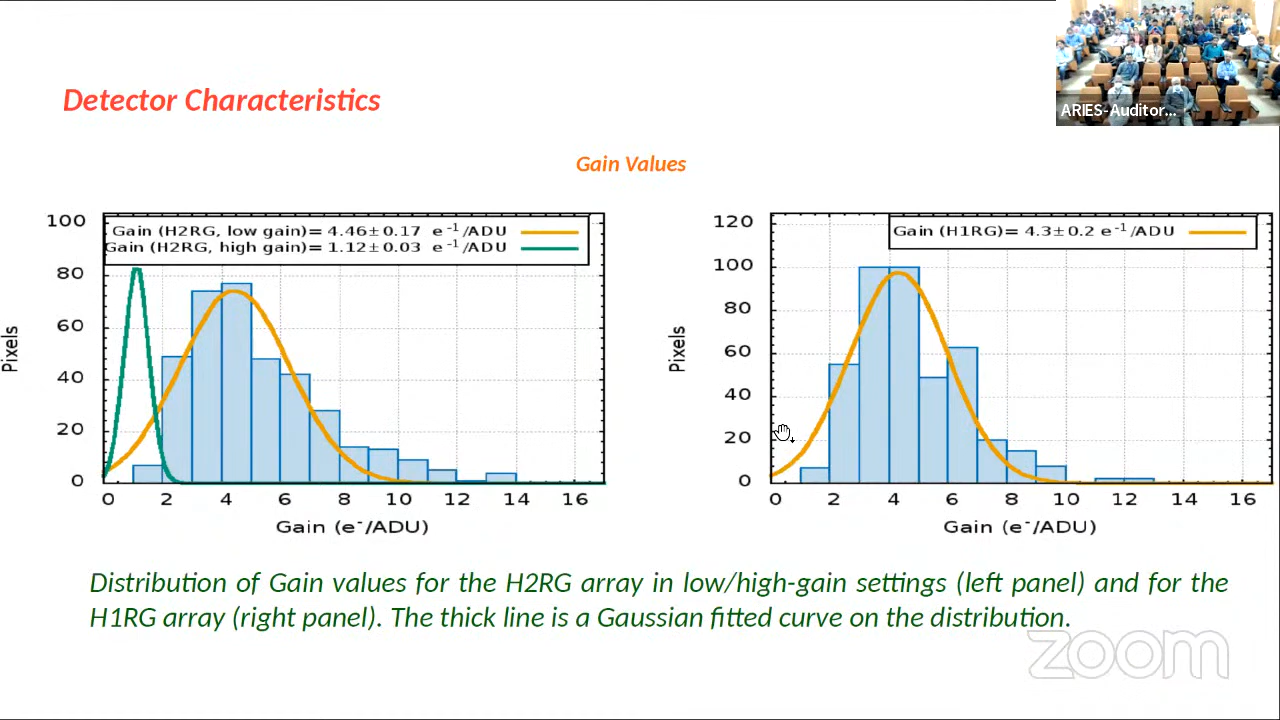 ARIES-Auditor...
Detector Characteristics
Gain Values
Gain (H2RG, low gain)= 4.46±0.17 e⁻¹/ADU
Gain (H2RG, high gain)= 1.12±0.03 e⁻¹/ADU
100
80
60
40
20
0
Pixels
0 2 4 6 8 10 12 14 16
Gain (e⁻/ADU)
Gain (H1RG)= 4.3±0.2 e⁻¹/ADU
120
100
80
60
40
20
0
Pixels
0 2 4 6 8 10 12 14 16
Gain (e⁻/ADU)
Distribution of Gain values for the H2RG array in low/high-gain settings (left panel) and for the
H1RG array (right panel). The thick line is a Gaussian fitted curve on the distribution.
zoom